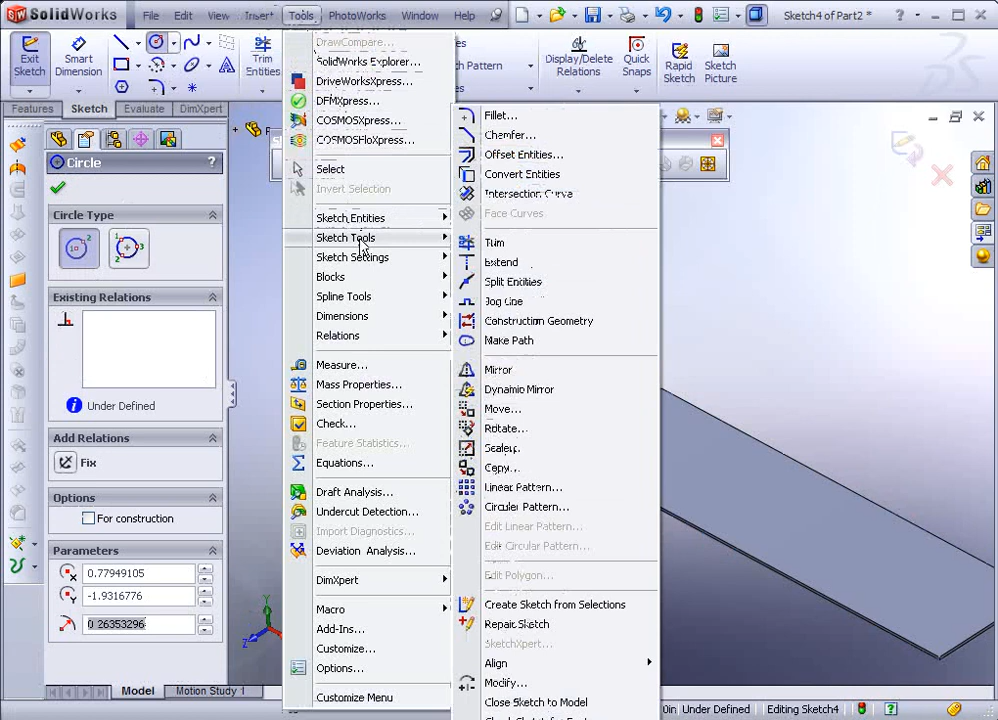 SolidWorks File Edit View Insert Tools PhotoWorks Window Help Sketch4 of Part2 *
Exit Sketch
Smart Dimension
Trim Entities
Display/Delete Relations
Quick Snaps
Rapid Sketch
Sketch Picture
Features Sketch Evaluate DimXpert
Circle ?
Circle Type
Existing Relations
Under Defined
Add Relations
Fix
Options
For construction
Parameters
0.77949105
-1.9316776
0.26353296
Model Motion Study 1
DrawCompare...
SolidWorks Explorer...
DriveWorksXpress...
DFMXpress...
COSMOSXpress...
COSMOSFloXpress...
Select
Invert Selection
Sketch Entities
Sketch Tools
Sketch Settings
Blocks
Spline Tools
Dimensions
Relations
Measure...
Mass Properties...
Section Properties...
Check...
Feature Statistics...
Equations...
Draft Analysis...
Undercut Detection...
Import Diagnostics...
Deviation Analysis...
DimXpert
Macro
Add-Ins...
Customize...
Options...
Customize Menu
Pattern
Fillet...
Chamfer...
Offset Entities...
Convert Entities
Intersection Curve
Face Curves
Trim
Extend
Split Entities
Jog Line
Construction Geometry
Make Path
Mirror
Dynamic Mirror
Move...
Rotate...
Scale...
Copy...
Linear Pattern...
Circular Pattern...
Edit Linear Pattern...
Edit Circular Pattern...
Edit Polygon...
Create Sketch from Selections
Repair Sketch
SketchXpert...
Align
Modify...
Close Sketch to Model
0in Under Defined Editing Sketch4